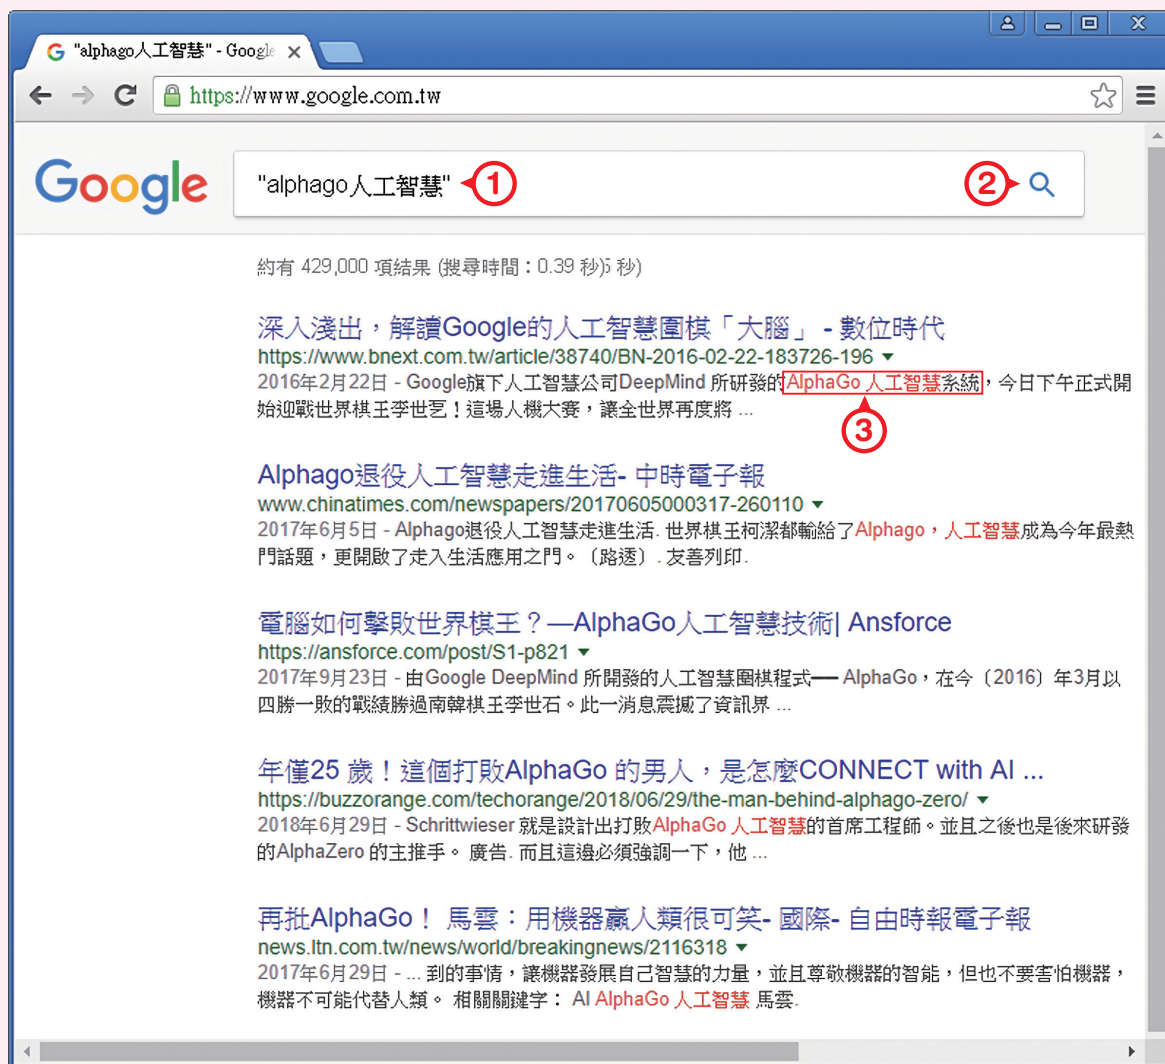 "alphago人工智慧" - Google
https://www.google.com.tw
Google
"alphago人工智慧"
1
2
約有 429,000 項結果 (搜尋時間：0.39 秒)5 秒)
深入淺出，解讀Google的人工智慧圍棋「大腦」 - 數位時代
https://www.bnext.com.tw/article/38740/BN-2016-02-22-183726-196
2016年2月22日 - Google旗下人工智慧公司DeepMind 所研發的AlphaGo 人工智慧系統，今日下午正式開
始迎戰世界棋王李世乭！這場人機大賽，讓全世界再度將 ...
3
Alphago退役人工智慧走進生活- 中時電子報
www.chinatimes.com/newspapers/20170605000317-260110
2017年6月5日 - Alphago退役人工智慧走進生活. 世界棋王柯潔都輸給了Alphago，人工智慧成為今年最熱
門話題，更開啟了走入生活應用之門。〔路透〕. 友善列印.
電腦如何擊敗世界棋王？—AlphaGo人工智慧技術| Ansforce
https://ansforce.com/post/S1-p821
2017年9月23日 - 由Google DeepMind 所開發的人工智慧圍棋程式── AlphaGo，在今〔2016〕年3月以
四勝一敗的戰績勝過南韓棋王李世石。此一消息震撼了資訊界 ...
年僅25 歲！這個打敗AlphaGo 的男人，是怎麼CONNECT with AI ...
https://buzzorange.com/techorange/2018/06/29/the-man-behind-alphago-zero/
2018年6月29日 - Schrittwieser 就是設計出打敗AlphaGo 人工智慧的首席工程師。並且之後也是後來研發
的AlphaZero 的主推手。 廣告. 而且這邊必須強調一下，他 ...
再批AlphaGo！ 馬雲：用機器贏人類很可笑- 國際- 自由時報電子報
news.ltn.com.tw/news/world/breakingnews/2116318
2017年6月29日 - ... 到的事情，讓機器發展自己智慧的力量，並且尊敬機器的智能，但也不要害怕機器，
機器不可能代替人類。 相關關鍵字： AI AlphaGo 人工智慧 馬雲.